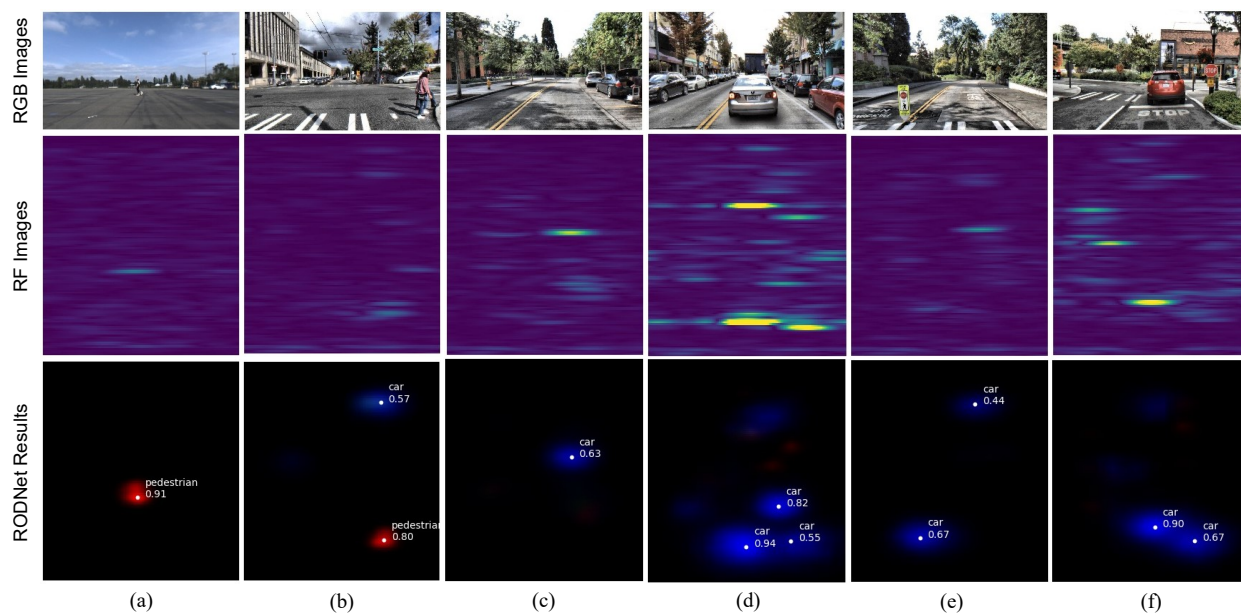 RGB Images
RF Images
RODNet Results
STOP
STOP
car
0.57
car
0.44
car
0.63
pedestrian
0.91
car
0.82
pedestrian
0.80
car
0.94
car
0.55
car
0.67
car
0.90
car
0.67
(a)
(b)
(c)
(d)
(e)
(f)